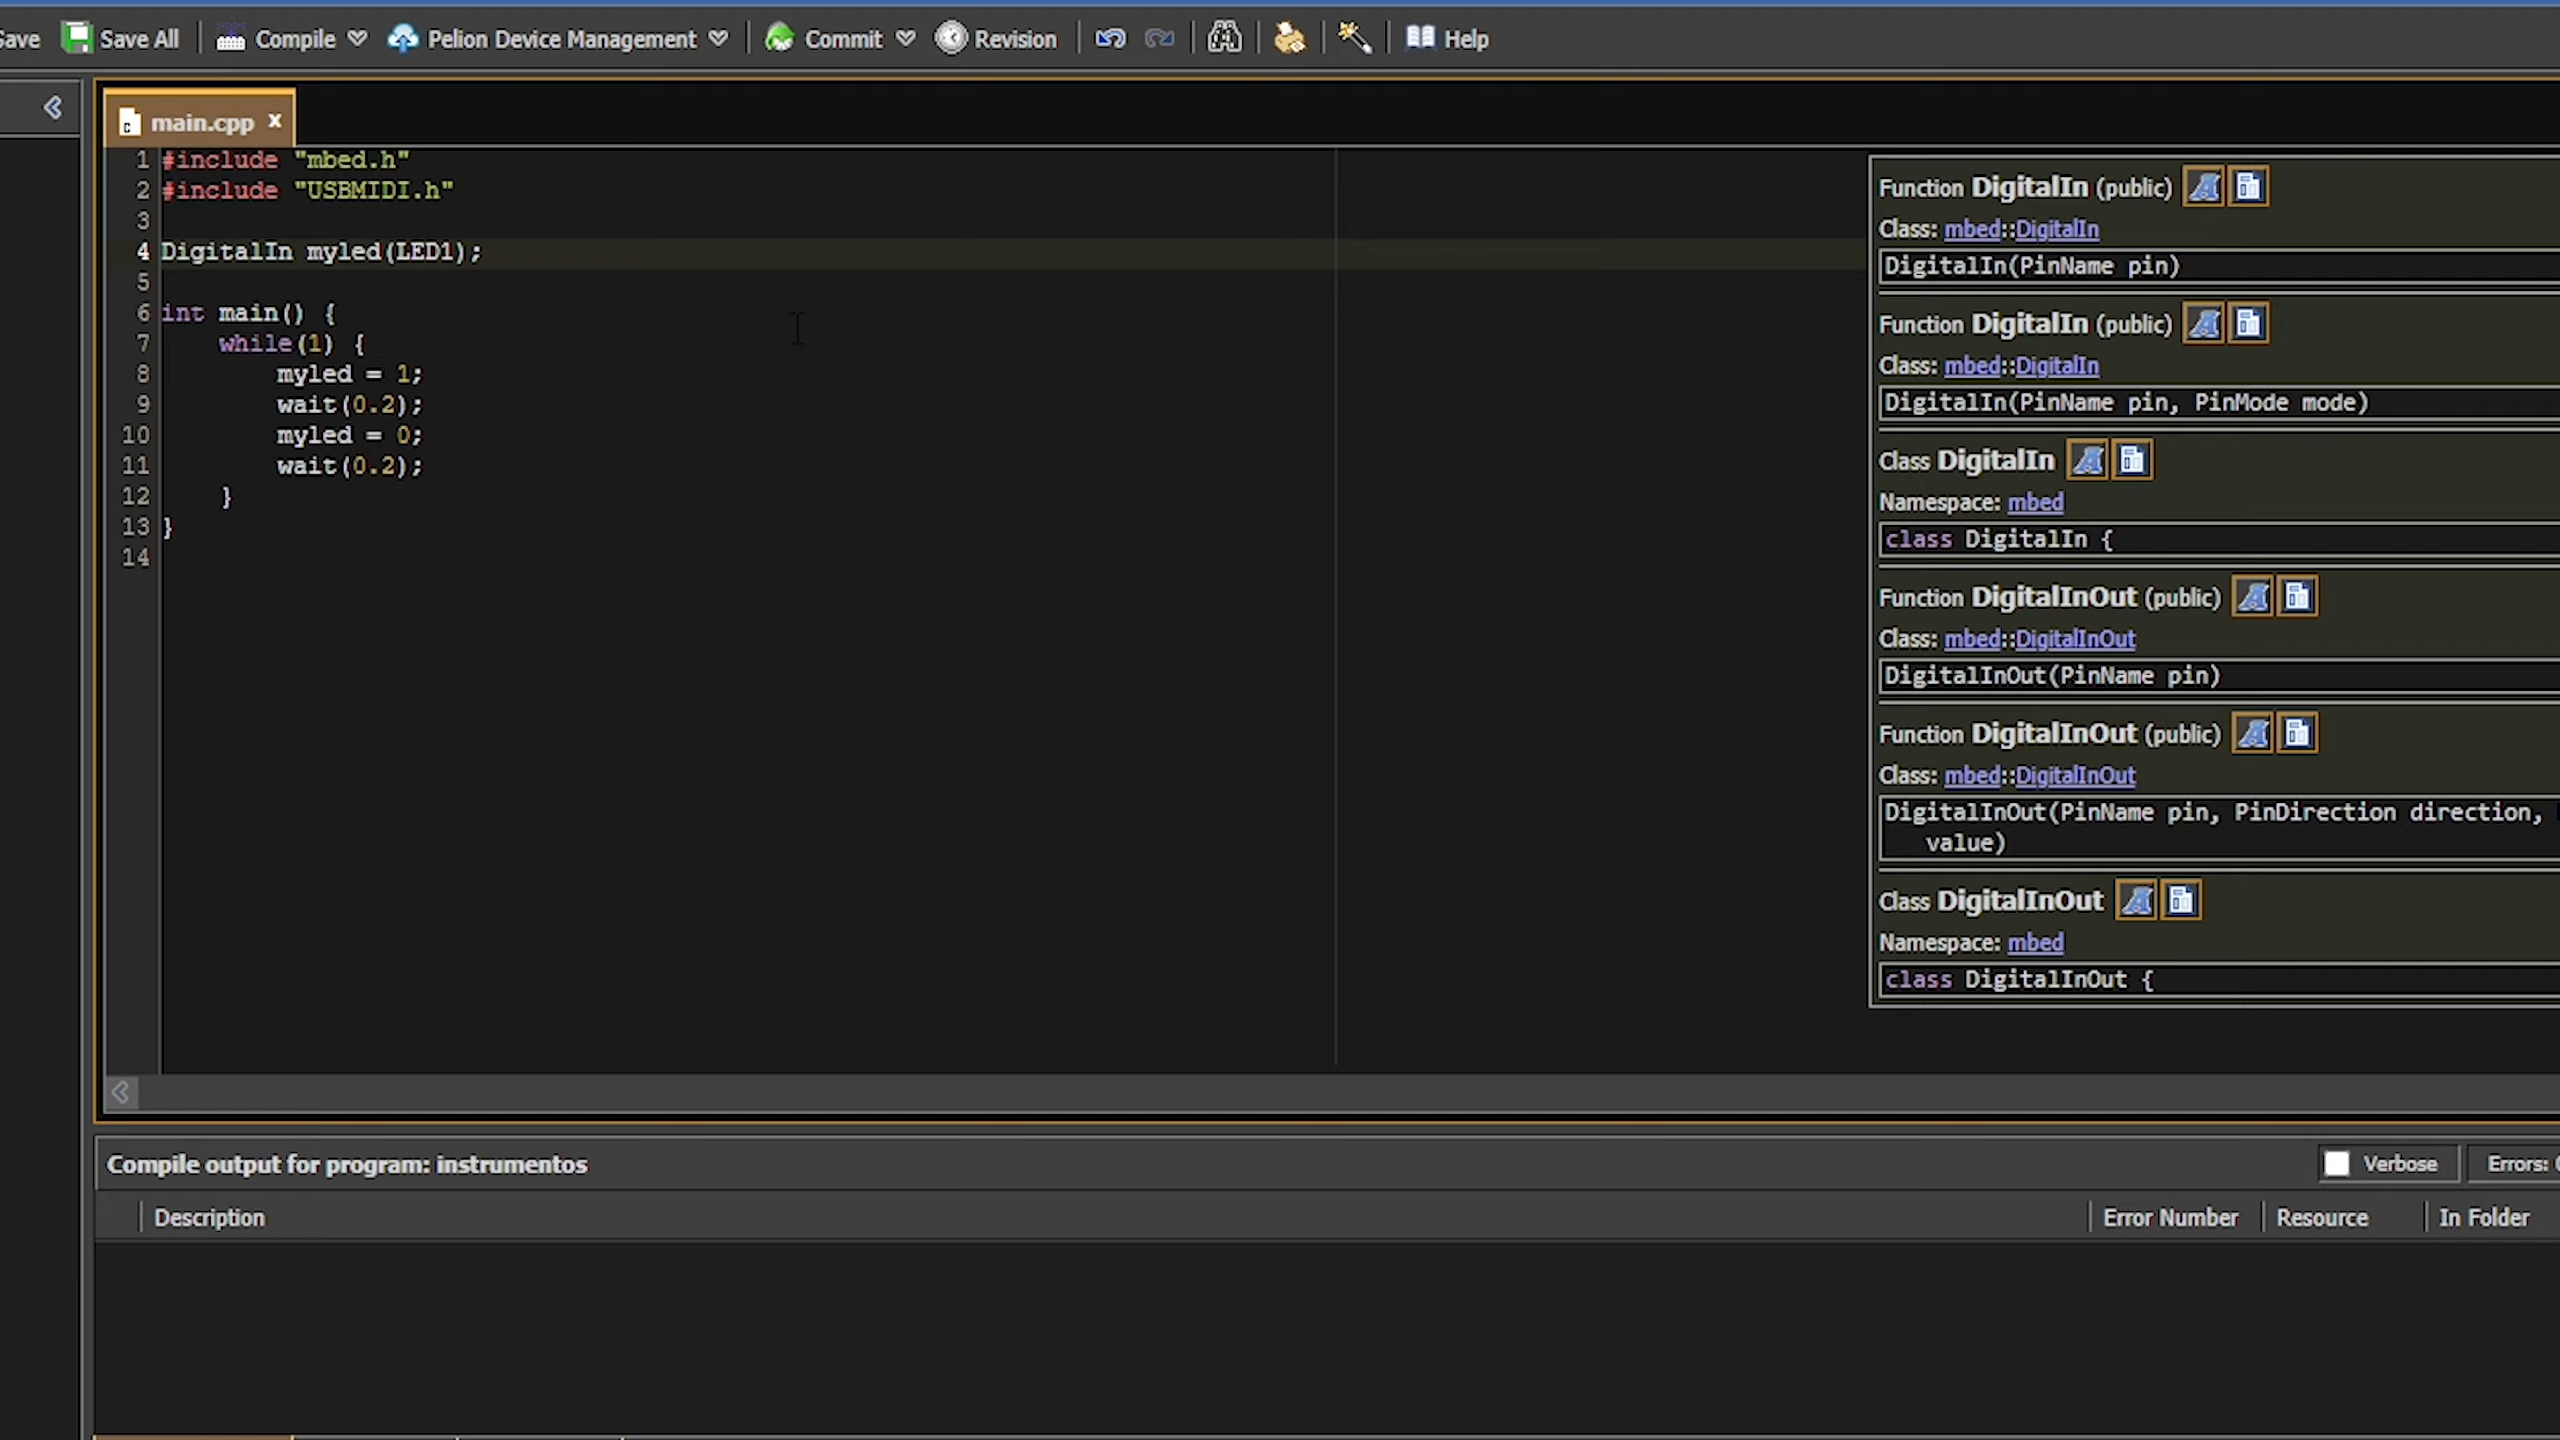 Save All Compile Pelion Device Management Commit Revision Help
main.cpp x
1 #include "mbed.h"
2 #include "USBMIDI.h"
3
4 DigitalIn myled(LED1);
5
6 int main() {
7 while(1) {
8 myled = 1;
9 wait(0.2);
10 myled = 0;
11 wait(0.2);
12 }
13 }
14
Function DigitalIn (public)
Class: mbed::DigitalIn
DigitalIn(PinName pin)
Function DigitalIn (public)
Class: mbed::DigitalIn
DigitalIn(PinName pin, PinMode mode)
Class DigitalIn
Namespace: mbed
class DigitalIn {
Function DigitalInOut (public)
Class: mbed::DigitalInOut
DigitalInOut(PinName pin)
Function DigitalInOut (public)
Class: mbed::DigitalInOut
DigitalInOut(PinName pin, PinDirection direction,
value)
Class DigitalInOut
Namespace: mbed
class DigitalInOut {
Compile output for program: instrumentos
Verbose Errors:
Description Error Number Resource In Folder